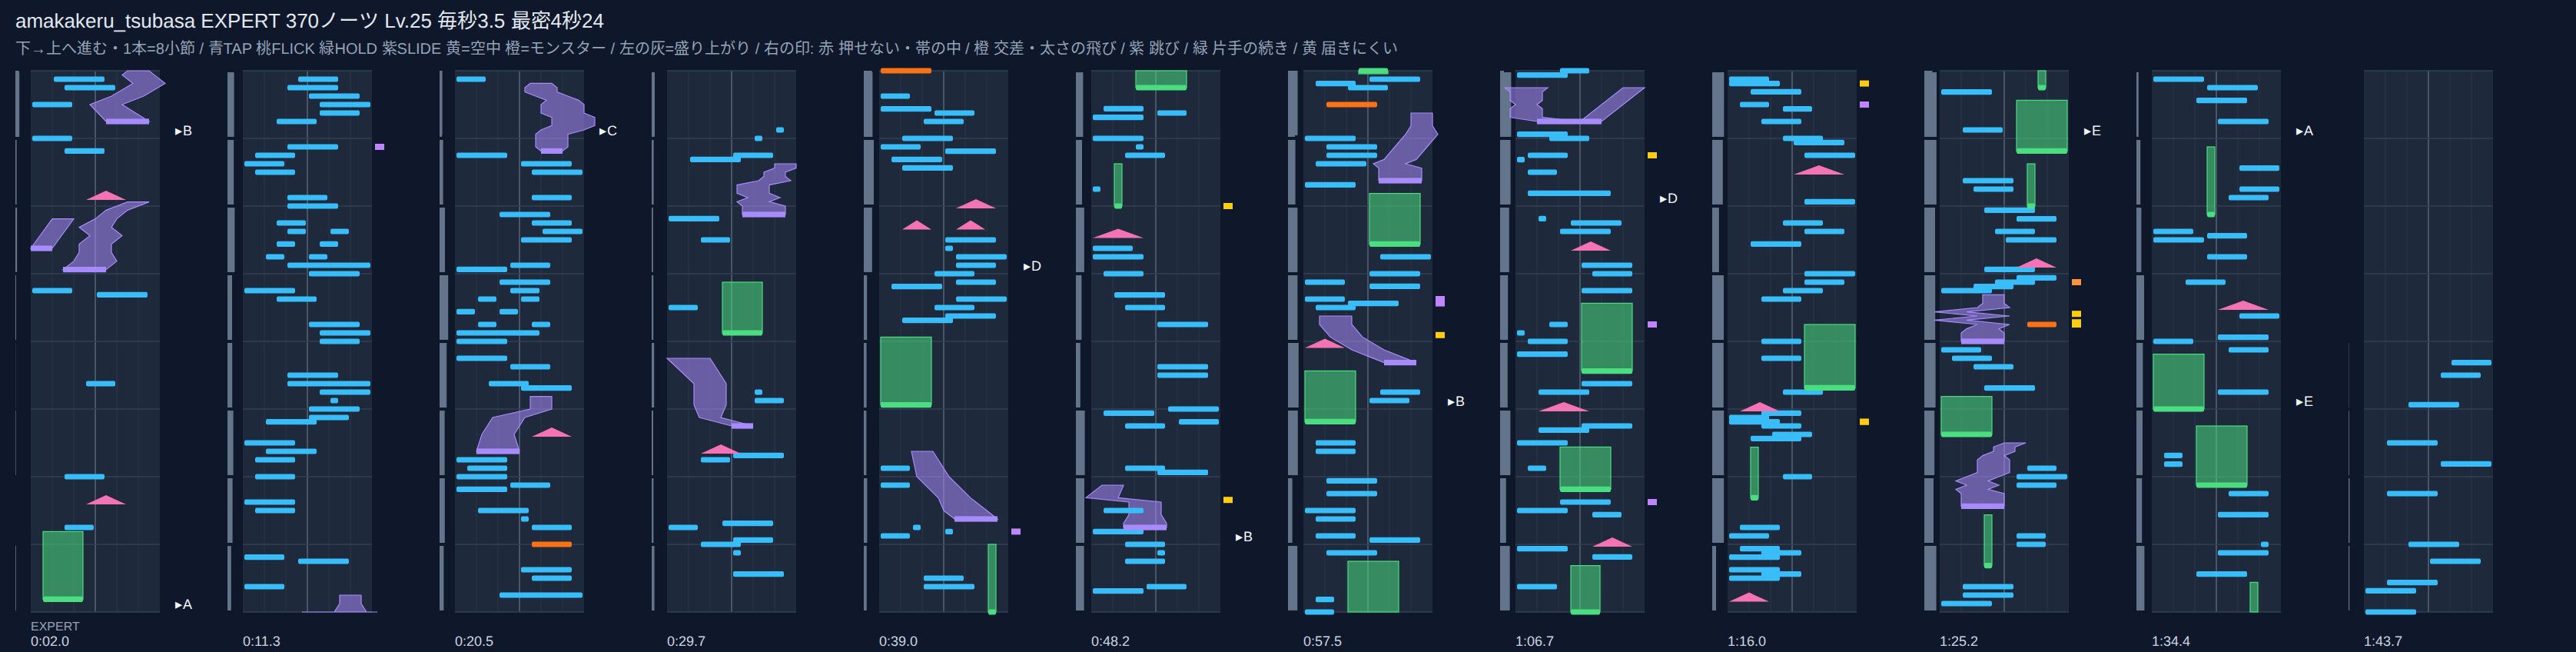 amakakeru_tsubasa EXPERT 370ノーツ Lv.25 毎秒3.5 最密4秒24
下→上へ進む・1本=8小節 / 青TAP 桃FLICK 緑HOLD 紫SLIDE 黄=空中 橙=モンスター / 左の灰=盛り上がり / 右の印: 赤 押せない・帯の中 / 橙 交差・太さの飛び / 紫 跳び / 緑 片手の続き / 黄 届きにくい
▸B
▸C
▸E
▸A
▸D
▸D
▸B
▸E
▸B
▸A
EXPERT
0:02.0
0:11.3
0:20.5
0:29.7
0:39.0
0:48.2
0:57.5
1:06.7
1:16.0
1:25.2
1:34.4
1:43.7